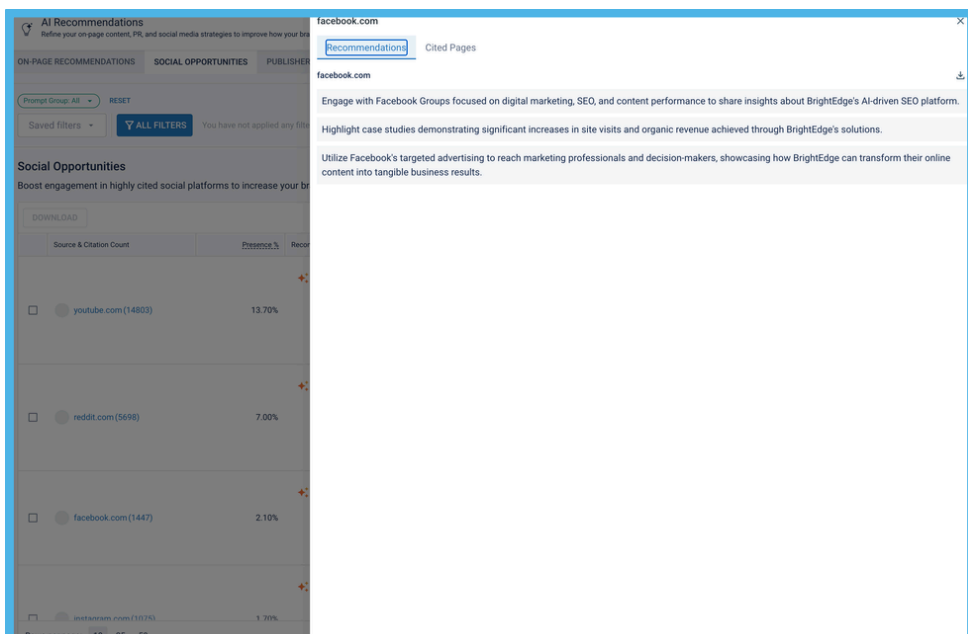 AI Recommendations
Refine your on-page content, PR, and social media strategies to improve how your bra
ON-PAGE RECOMMENDATIONS SOCIAL OPPORTUNITIES PUBLISHER
Prompt Group: All RESET
Saved filters ALL FILTERS You have not applied any filte
Social Opportunities
Boost engagement in highly cited social platforms to increase your br
DOWNLOAD
Source & Citation Count Presence % Recom
youtube.com (14803) 13.70%
reddit.com (5698) 7.00%
facebook.com (1447) 2.10%
instagram.com (1075) 1.70%
facebook.com
Recommendations Cited Pages
facebook.com
Engage with Facebook Groups focused on digital marketing, SEO, and content performance to share insights about BrightEdge's AI-driven SEO platform.
Highlight case studies demonstrating significant increases in site visits and organic revenue achieved through BrightEdge's solutions.
Utilize Facebook's targeted advertising to reach marketing professionals and decision-makers, showcasing how BrightEdge can transform their online
content into tangible business results.